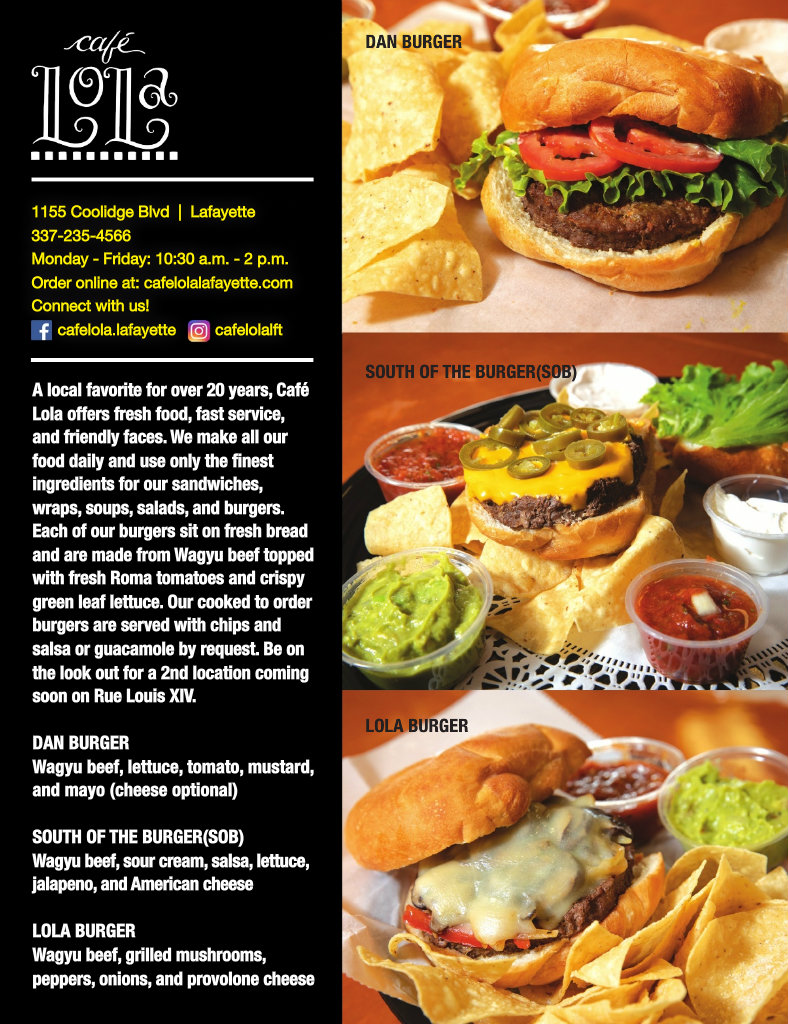 café
LOLA
1155 Coolidge Blvd | Lafayette
337-235-4566
Monday - Friday: 10:30 a.m. - 2 p.m.
Order online at: cafelolalafayette.com
Connect with us!
cafelola.lafayette cafelolalft
A local favorite for over 20 years, Café
Lola offers fresh food, fast service,
and friendly faces. We make all our
food daily and use only the finest
ingredients for our sandwiches,
wraps, soups, salads, and burgers.
Each of our burgers sit on fresh bread
and are made from Wagyu beef topped
with fresh Roma tomatoes and crispy
green leaf lettuce. Our cooked to order
burgers are served with chips and
salsa or guacamole by request. Be on
the look out for a 2nd location coming
soon on Rue Louis XIV.
DAN BURGER
Wagyu beef, lettuce, tomato, mustard,
and mayo (cheese optional)
SOUTH OF THE BURGER(SOB)
Wagyu beef, sour cream, salsa, lettuce,
jalapeno, and American cheese
LOLA BURGER
Wagyu beef, grilled mushrooms,
peppers, onions, and provolone cheese
DAN BURGER
SOUTH OF THE BURGER(SOB)
LOLA BURGER